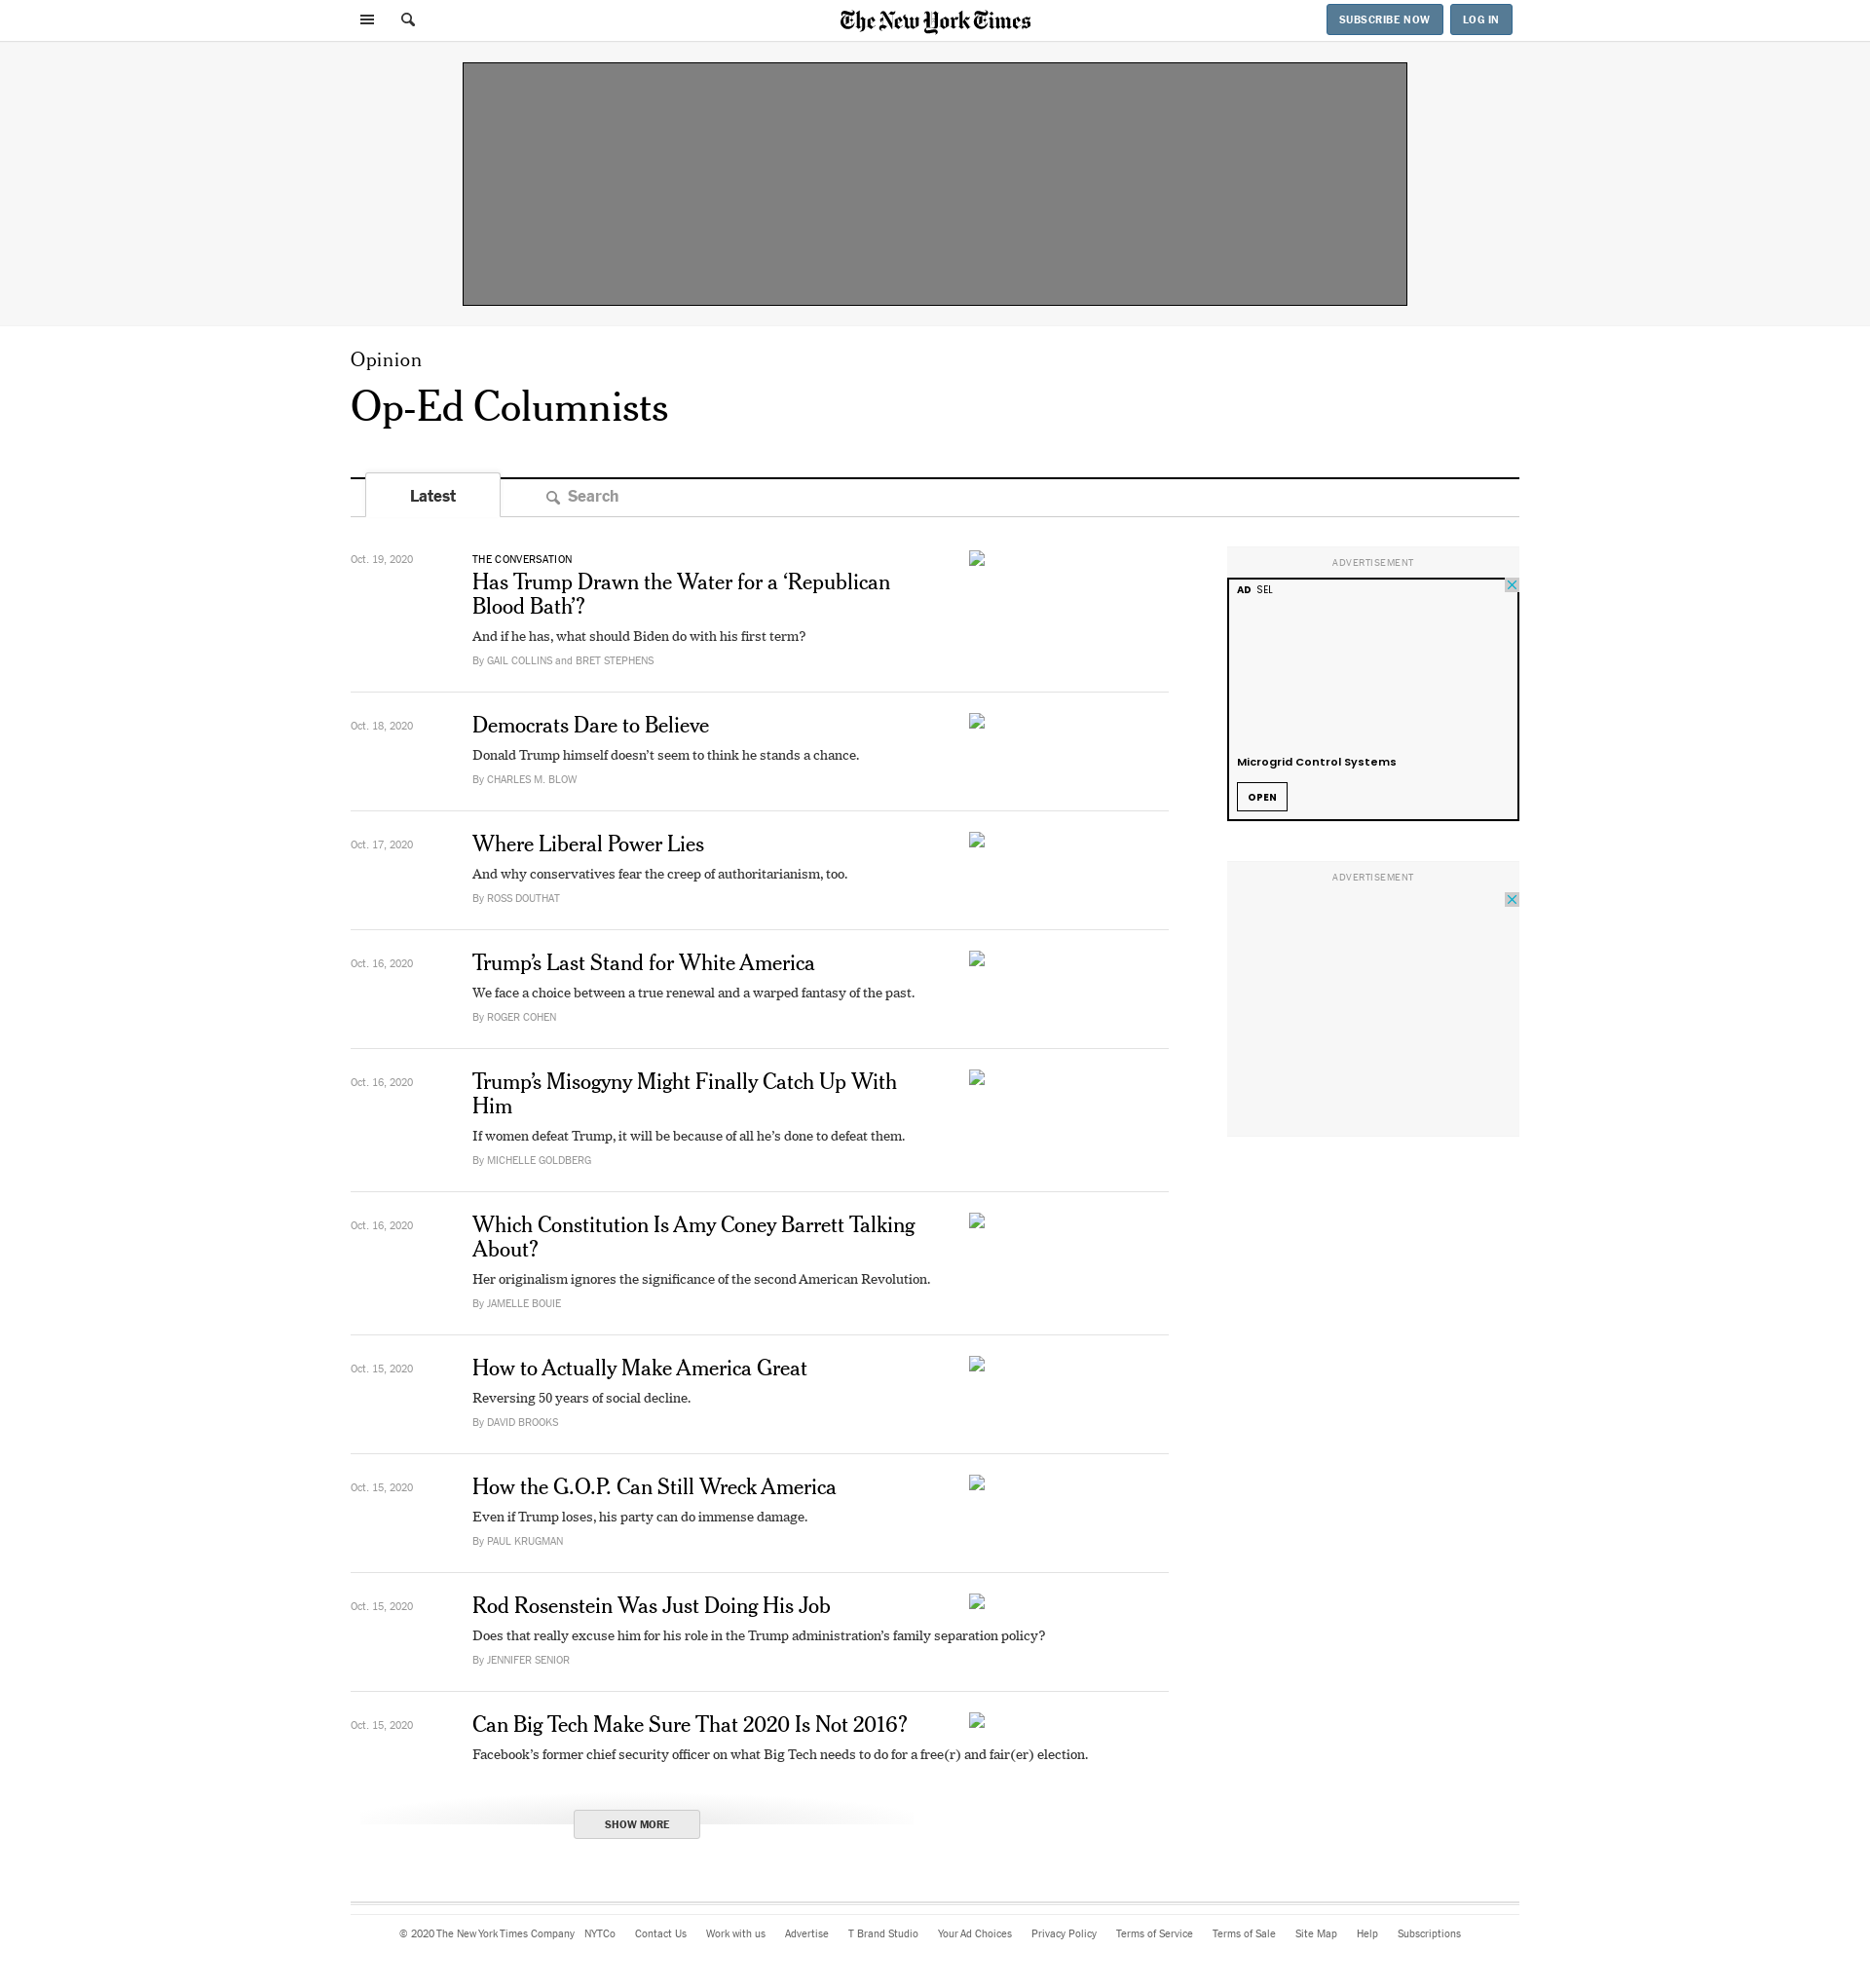 The New York Times
SUBSCRIBE NOW
LOG IN
Opinion
Op-Ed Columnists
Latest
Search
Oct. 19, 2020
THE CONVERSATION
Has Trump Drawn the Water for a ‘Republican
Blood Bath’?
And if he has, what should Biden do with his first term?
By GAIL COLLINS and BRET STEPHENS
Oct. 18, 2020
Democrats Dare to Believe
Donald Trump himself doesn’t seem to think he stands a chance.
By CHARLES M. BLOW
Oct. 17, 2020
Where Liberal Power Lies
And why conservatives fear the creep of authoritarianism, too.
By ROSS DOUTHAT
Oct. 16, 2020
Trump’s Last Stand for White America
We face a choice between a true renewal and a warped fantasy of the past.
By ROGER COHEN
Oct. 16, 2020
Trump’s Misogyny Might Finally Catch Up With
Him
If women defeat Trump, it will be because of all he’s done to defeat them.
By MICHELLE GOLDBERG
Oct. 16, 2020
Which Constitution Is Amy Coney Barrett Talking
About?
Her originalism ignores the significance of the second American Revolution.
By JAMELLE BOUIE
Oct. 15, 2020
How to Actually Make America Great
Reversing 50 years of social decline.
By DAVID BROOKS
Oct. 15, 2020
How the G.O.P. Can Still Wreck America
Even if Trump loses, his party can do immense damage.
By PAUL KRUGMAN
Oct. 15, 2020
Rod Rosenstein Was Just Doing His Job
Does that really excuse him for his role in the Trump administration’s family separation policy?
By JENNIFER SENIOR
Oct. 15, 2020
Can Big Tech Make Sure That 2020 Is Not 2016?
Facebook’s former chief security officer on what Big Tech needs to do for a free(r) and fair(er) election.
SHOW MORE
ADVERTISEMENT
AD SEL
Microgrid Control Systems
OPEN
ADVERTISEMENT
© 2020 The New York Times Company NYTCo Contact Us Work with us Advertise T Brand Studio Your Ad Choices Privacy Policy Terms of Service Terms of Sale Site Map Help Subscriptions